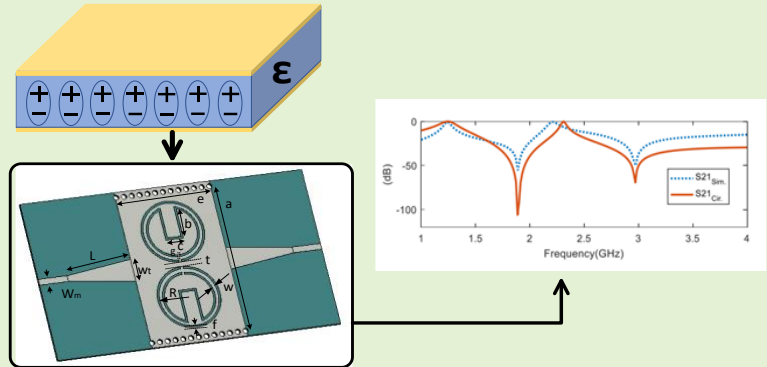 + + + + + + +
− − − − − − −
ε
e
a
b
c
g
t
L
Wt
Wm
R
w
f
0
-50
-100
(dB)
S21Sim.
S21Cir.
1 1.5 2 2.5 3 3.5 4
Frequency(GHz)